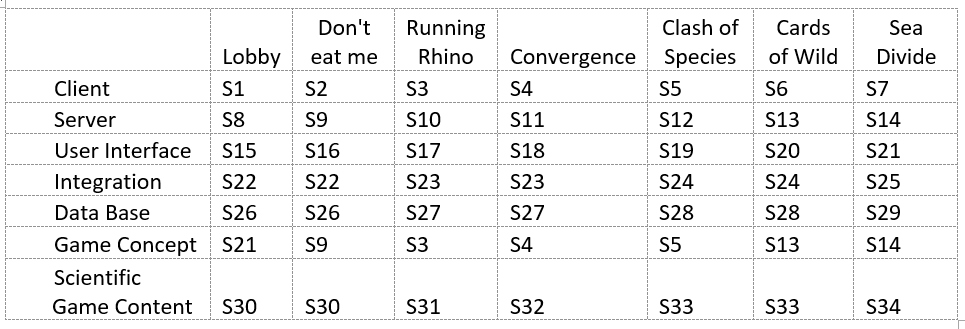 Lobby Don't eat me Running Rhino Convergence Clash of Species Cards of Wild Sea Divide
Client S1 S2 S3 S4 S5 S6 S7
Server S8 S9 S10 S11 S12 S13 S14
User Interface S15 S16 S17 S18 S19 S20 S21
Integration S22 S22 S23 S23 S24 S24 S25
Data Base S26 S26 S27 S27 S28 S28 S29
Game Concept S21 S9 S3 S4 S5 S13 S14
Scientific
Game Content S30 S30 S31 S32 S33 S33 S34